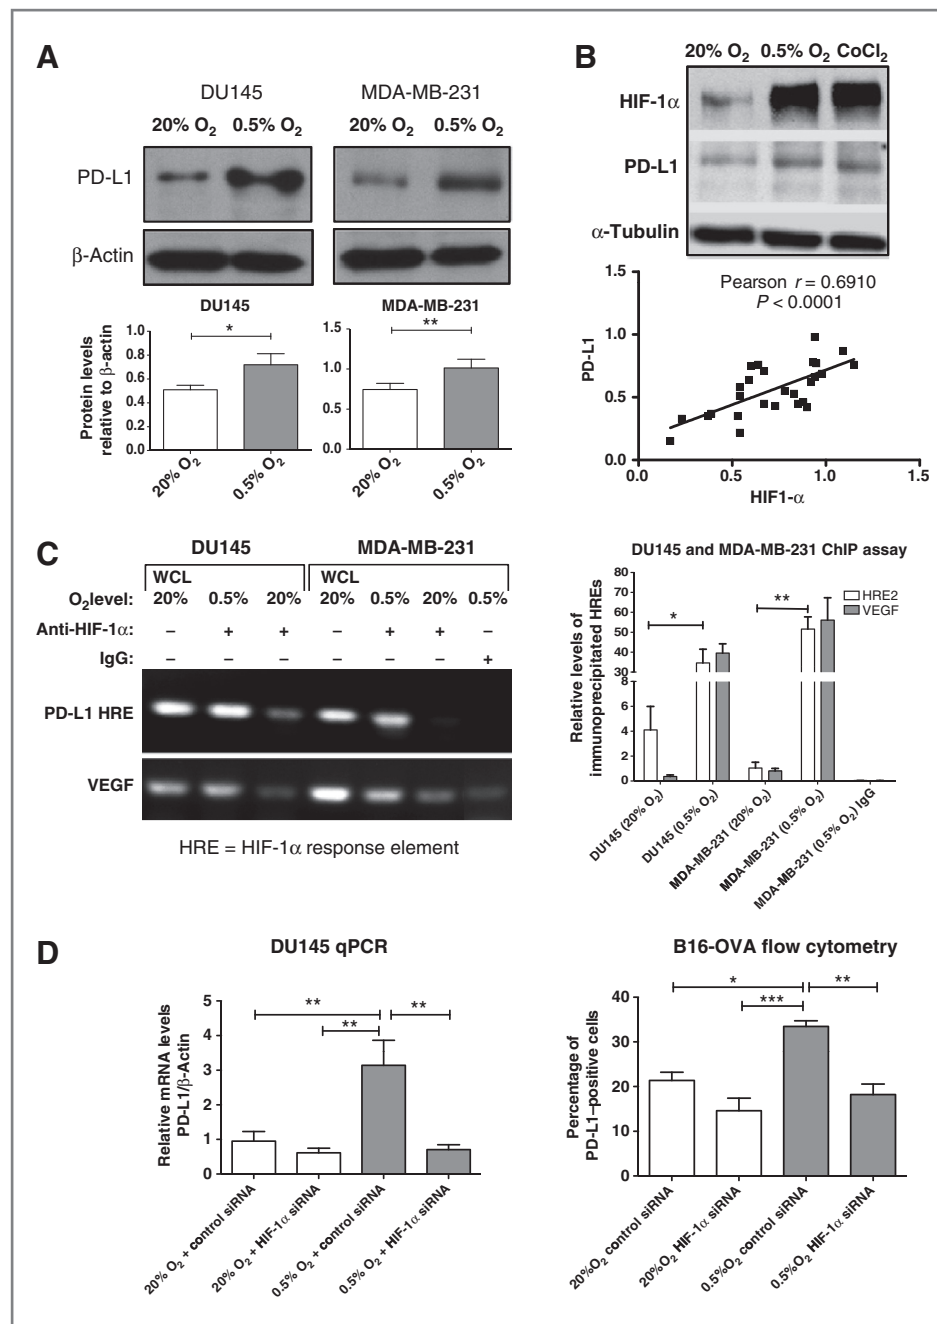 A
DU145
MDA-MB-231
20% O₂ 0.5% O₂
20% O₂ 0.5% O₂
PD-L1
β-Actin
DU145
*
Protein levels
relative to β-actin
1.0
0.8
0.6
0.4
0.2
0.0
20% O₂
0.5% O₂
MDA-MB-231
**
1.5
1.0
0.5
0.0
20% O₂
0.5% O₂
B
20% O₂ 0.5% O₂ CoCl₂
HIF-1α
PD-L1
α-Tubulin
Pearson r = 0.6910
P < 0.0001
PD-L1
1.5
1.0
0.5
0.0
0.0 0.5 1.0 1.5
HIF1-α
C
DU145
MDA-MB-231
WCL
WCL
O₂level: 20% 0.5% 20% 20% 0.5% 20% 0.5%
Anti-HIF-1α: – + + – + + –
IgG: – – – – – – +
PD-L1 HRE
VEGF
HRE = HIF-1α response element
DU145 and MDA-MB-231 ChIP assay
HRE2
VEGF
*
**
Relative levels of
immunoprecipitated HREs
80
70
60
50
40
30
8
6
4
2
0
DU145 (20% O₂)
DU145 (0.5% O₂)
MDA-MB-231 (20% O₂)
MDA-MB-231 (0.5% O₂)
MDA-MB-231 (0.5% O₂) IgG
D
DU145 qPCR
**
**
**
Relative mRNA levels
PD-L1/β-Actin
5
4
3
2
1
0
20% O₂ + control siRNA
20% O₂ + HIF-1α siRNA
0.5% O₂ + control siRNA
0.5% O₂ + HIF-1α siRNA
B16-OVA flow cytometry
*
**
***
Percentage of
PD-L1–positive cells
40
30
20
10
0
20%O₂ control siRNA
20%O₂ HIF-1α siRNA
0.5%O₂ control siRNA
0.5%O₂ HIF-1α siRNA